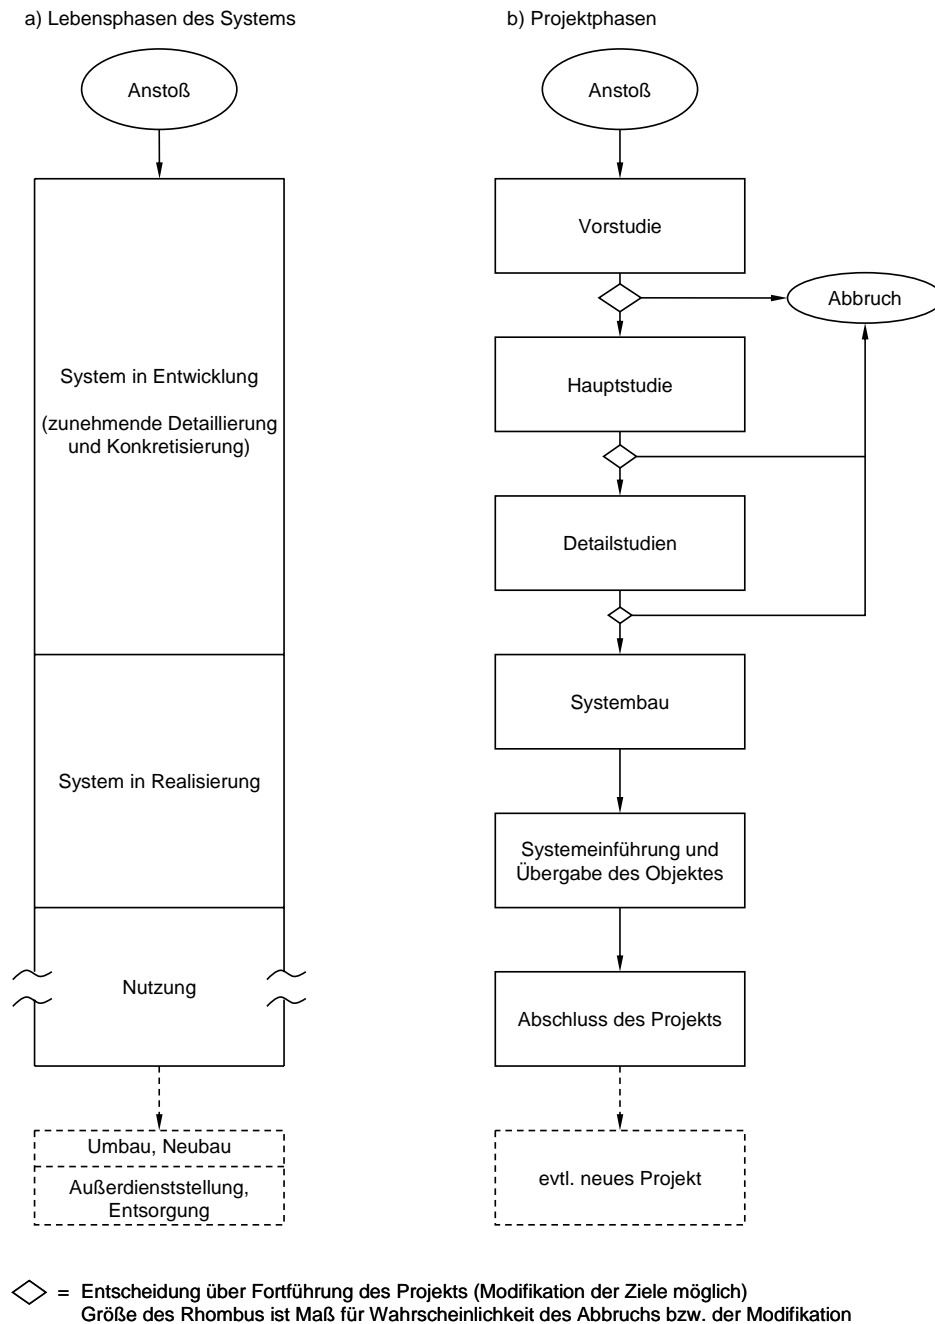 a) Lebensphasen des Systems
Anstoß
System in Entwicklung
(zunehmende Detaillierung
und Konkretisierung)
System in Realisierung
Nutzung
Umbau, Neubau
Außerdienststellung,
Entsorgung
b) Projektphasen
Anstoß
Vorstudie
Abbruch
Hauptstudie
Detailstudien
Systembau
Systemeinführung und
Übergabe des Objektes
Abschluss des Projekts
evtl. neues Projekt
= Entscheidung über Fortführung des Projekts (Modifikation der Ziele möglich)
Größe des Rhombus ist Maß für Wahrscheinlichkeit des Abbruchs bzw. der Modifikation